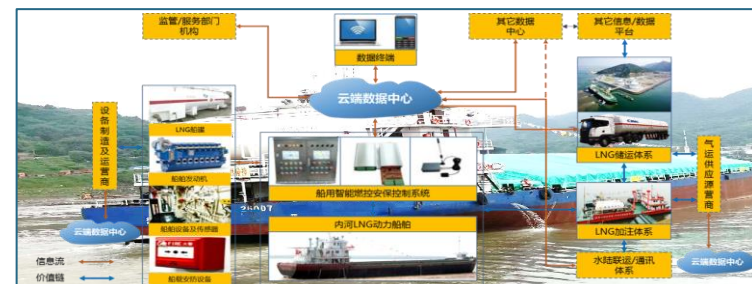 监管/服务部门
机构
数据终端
其它数据
中心
其它信息/数据
平台
云端数据中心
设备制造及运营商
LNG船罐
船舶发动机
船舶设备及传感器
船载安防设备
云端数据中心
船用智能燃控安保控制系统
内河LNG动力船舶
LNG储运体系
LNG加注体系
水陆联运/通讯
体系
气源供应运营商
云端数据中心
信息流
价值链